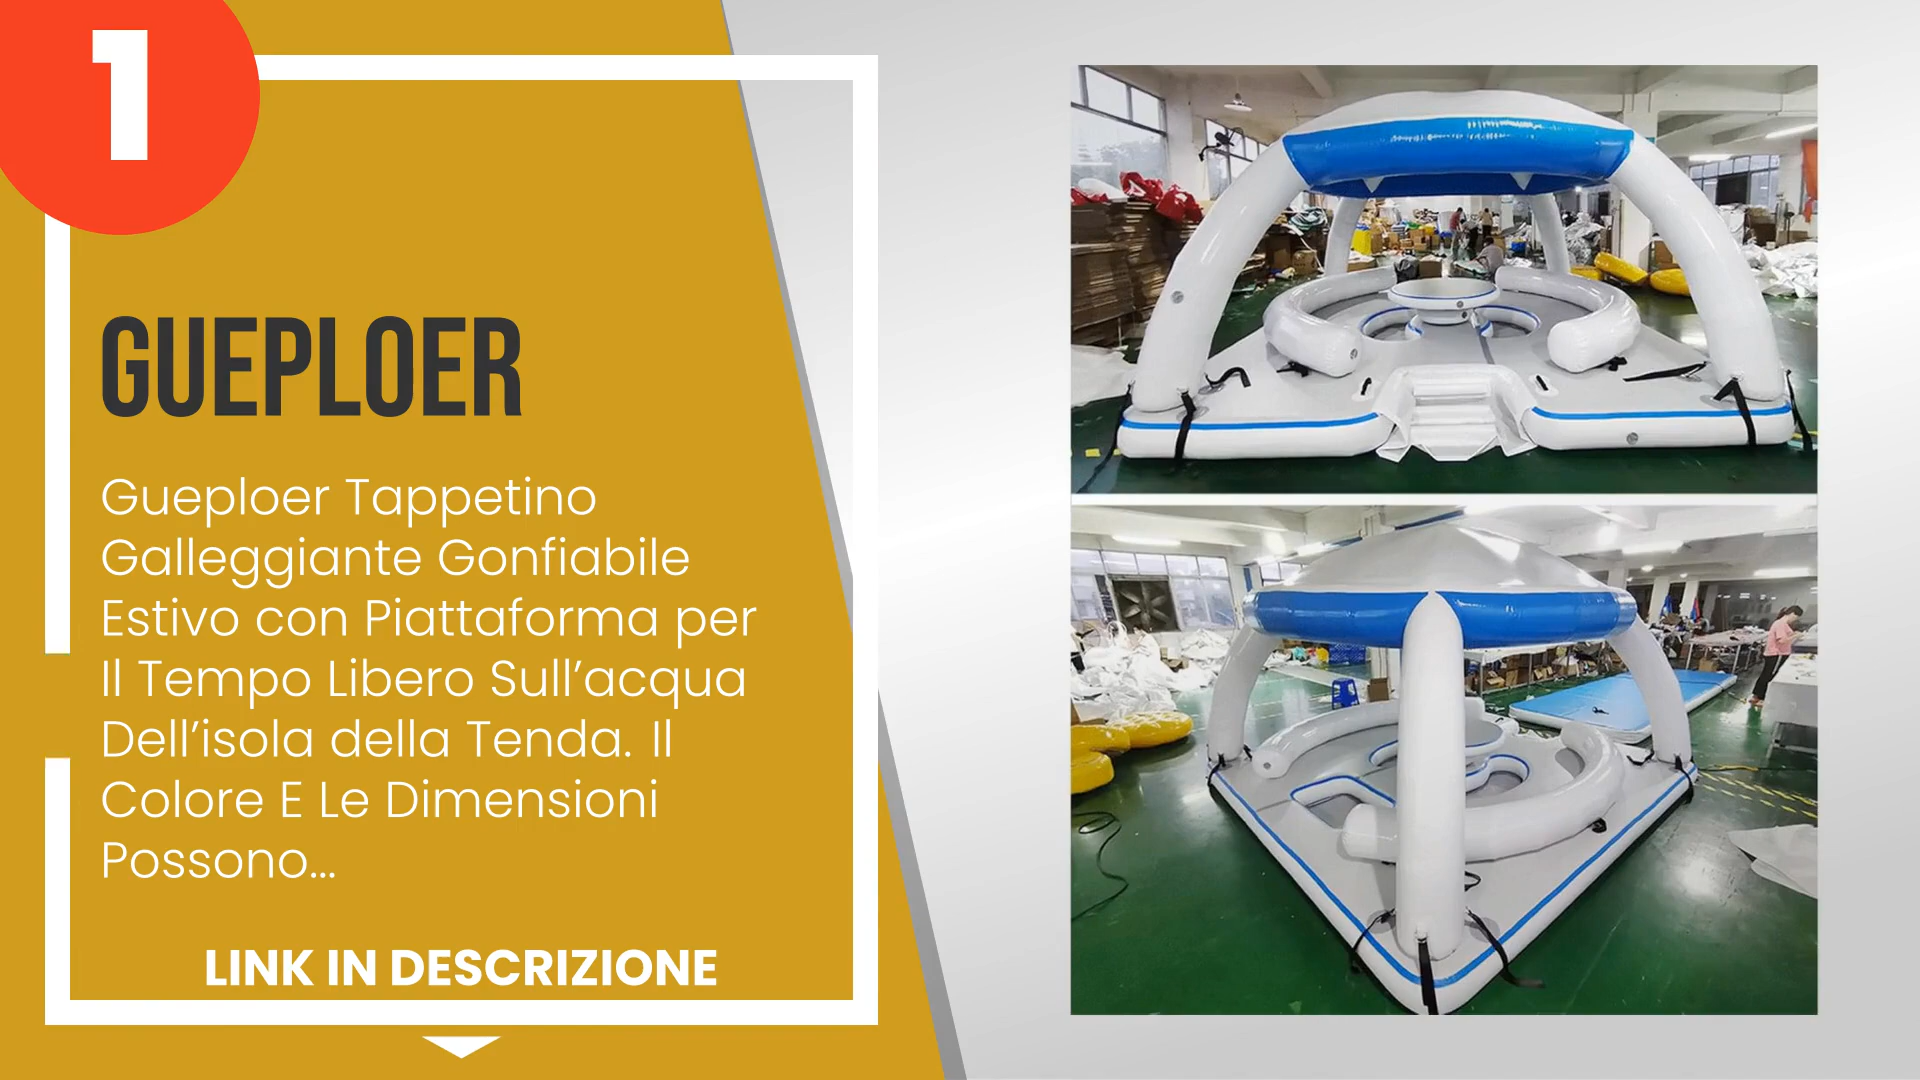 1
GUEPLOER
Gueploer Tappetino
Galleggiante Gonfiabile
Estivo con Piattaforma per
Il Tempo Libero Sull’acqua
Dell’isola della Tenda. Il
Colore E Le Dimensioni
Possono...
LINK IN DESCRIZIONE